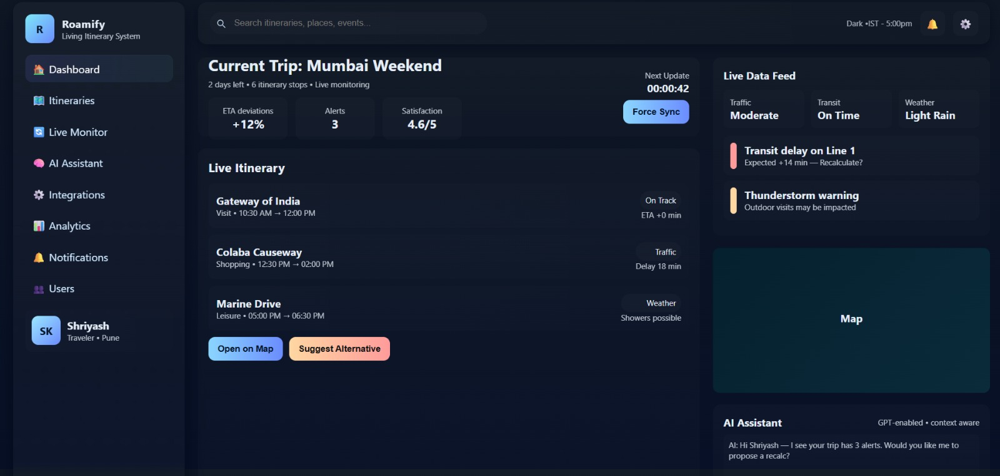 R
Roamify
Living Itinerary System
Dashboard
Itineraries
Live Monitor
AI Assistant
Integrations
Analytics
Notifications
Users
SK
Shriyash
Traveler • Pune
Search itineraries, places, events...
Dark •IST - 5:00pm
Current Trip: Mumbai Weekend
2 days left • 6 itinerary stops • Live monitoring
ETA deviations
+12%
Alerts
3
Satisfaction
4.6/5
Next Update
00:00:42
Force Sync
Live Itinerary
Gateway of India
Visit • 10:30 AM → 12:00 PM
On Track
ETA +0 min
Colaba Causeway
Shopping • 12:30 PM → 02:00 PM
Traffic
Delay 18 min
Marine Drive
Leisure • 05:00 PM → 06:30 PM
Weather
Showers possible
Open on Map
Suggest Alternative
Live Data Feed
Traffic
Moderate
Transit
On Time
Weather
Light Rain
Transit delay on Line 1
Expected +14 min — Recalculate?
Thunderstorm warning
Outdoor visits may be impacted
Map
AI Assistant
GPT-enabled • context aware
AI: Hi Shriyash — I see your trip has 3 alerts. Would you like me to
propose a recalc?